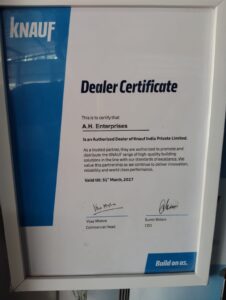 KNAUF
Dealer Certificate
This is to certify that
A.H. Enterprises
Is an Authorized Dealer of Knauf India Private Limited.
As a trusted partner, they are authorized to promote and
distribute the KNAUF range of high-quality building
solutions in the line with our standards of excellence. We
value this partnership as we continue to deliver innovation,
reliability and world class performance.
Valid till: 31st March, 2027
Commercial Head
CEO
Build on us.